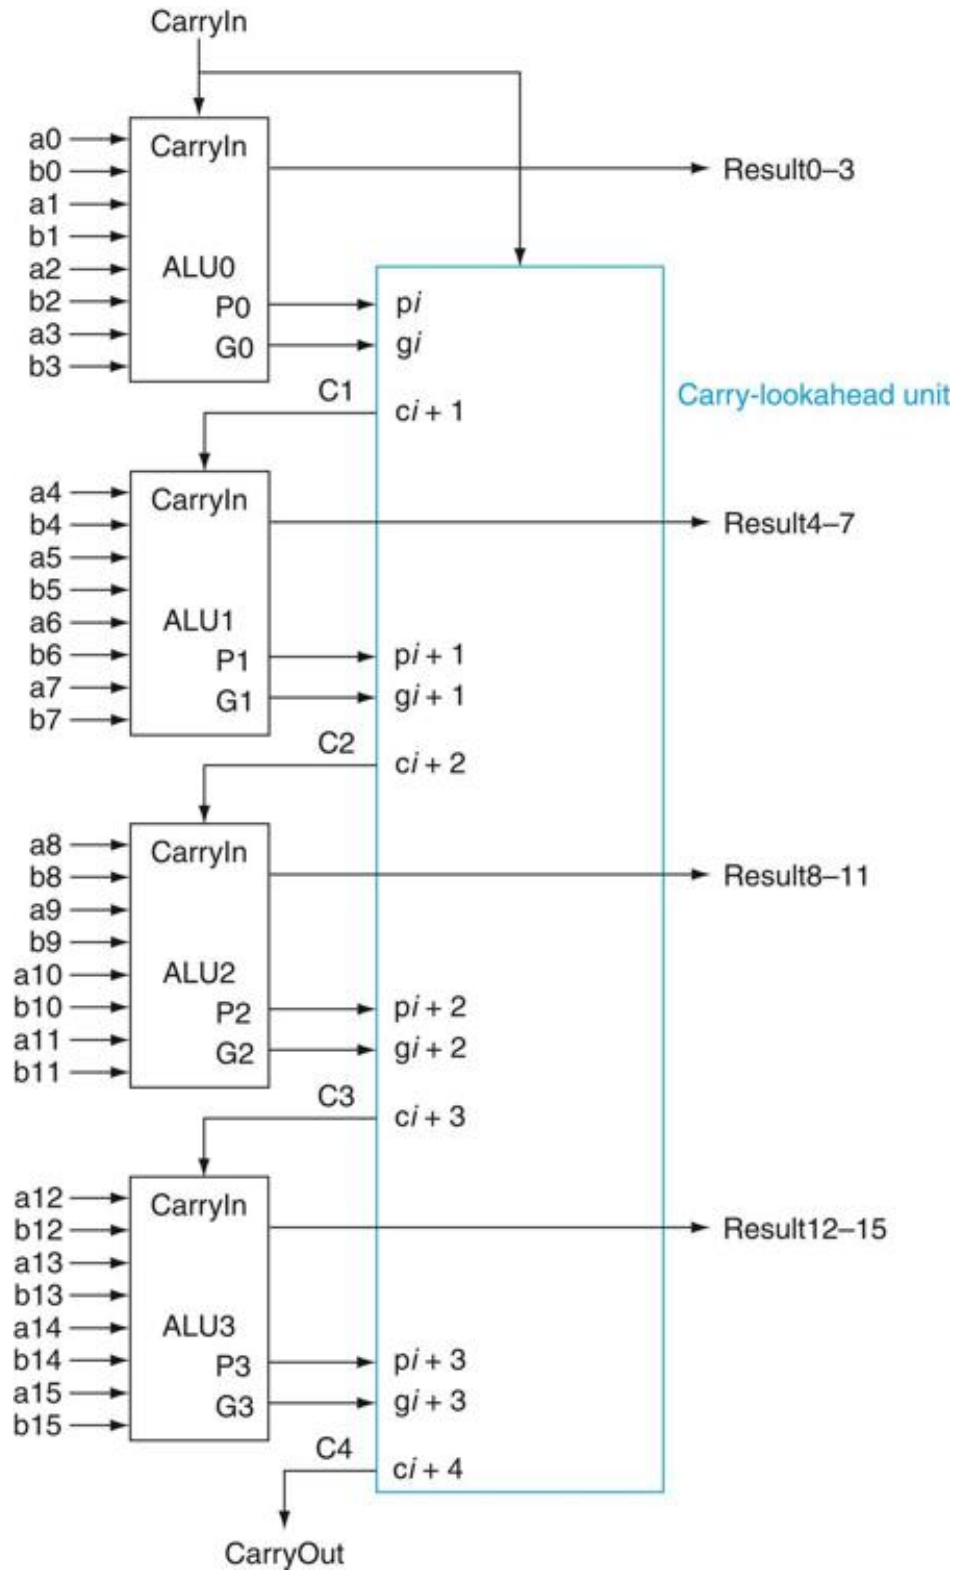 CarryIn
a0
CarryIn
b0
Result0–3
a1
b1
a2
ALU0
b2
P0
pi
a3
G0
gi
b3
C1
ci + 1
Carry-lookahead unit
a4
CarryIn
b4
Result4–7
a5
b5
a6
ALU1
b6
P1
pi + 1
a7
G1
gi + 1
b7
C2
ci + 2
a8
CarryIn
b8
Result8–11
a9
b9
a10
ALU2
b10
P2
pi + 2
a11
G2
gi + 2
b11
C3
ci + 3
a12
CarryIn
b12
Result12–15
a13
b13
a14
ALU3
b14
P3
pi + 3
a15
G3
gi + 3
b15
C4
ci + 4
CarryOut